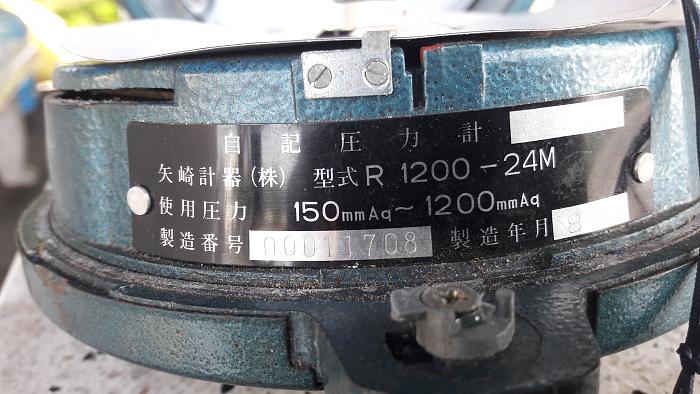 自記圧力計
矢崎計器(株) 型式R 1200-24M
使用圧力 150mmAq~1200mmAq
製造番号 00011708 製造年月 8